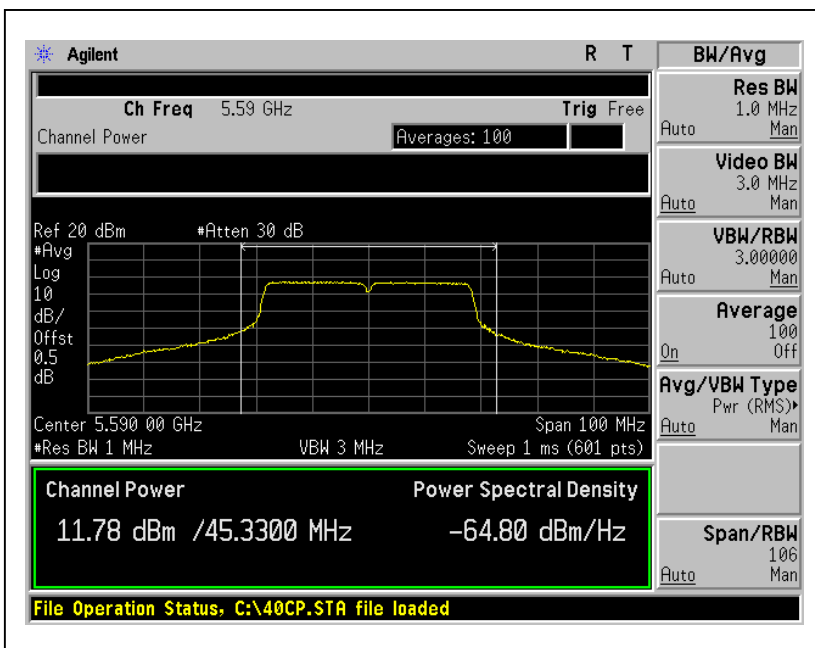 Agilent R T BW/Avg
Ch Freq 5.59 GHz Trig Free
Channel Power Averages: 100
Res BW
1.0 MHz
Auto Man
Video BW
3.0 MHz
Auto Man
VBW/RBW
3.00000
Auto Man
Average
100
On Off
Avg/VBW Type
Pwr (RMS)▸
Auto Man
Span/RBW
106
Auto Man
Ref 20 dBm #Atten 30 dB
#Avg
Log
10
dB/
Offst
0.5
dB
Center 5.590 00 GHz Span 100 MHz
#Res BW 1 MHz VBW 3 MHz Sweep 1 ms (601 pts)
Channel Power Power Spectral Density
11.78 dBm /45.3300 MHz -64.80 dBm/Hz
File Operation Status, C:\40CP.STA file loaded